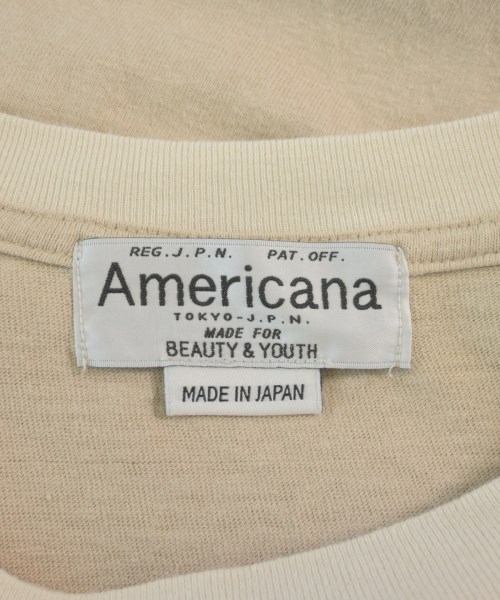 REG.J.P.N. PAT.OFF.
Americana
TOKYO-J.P.N.
MADE FOR
BEAUTY & YOUTH
MADE IN JAPAN